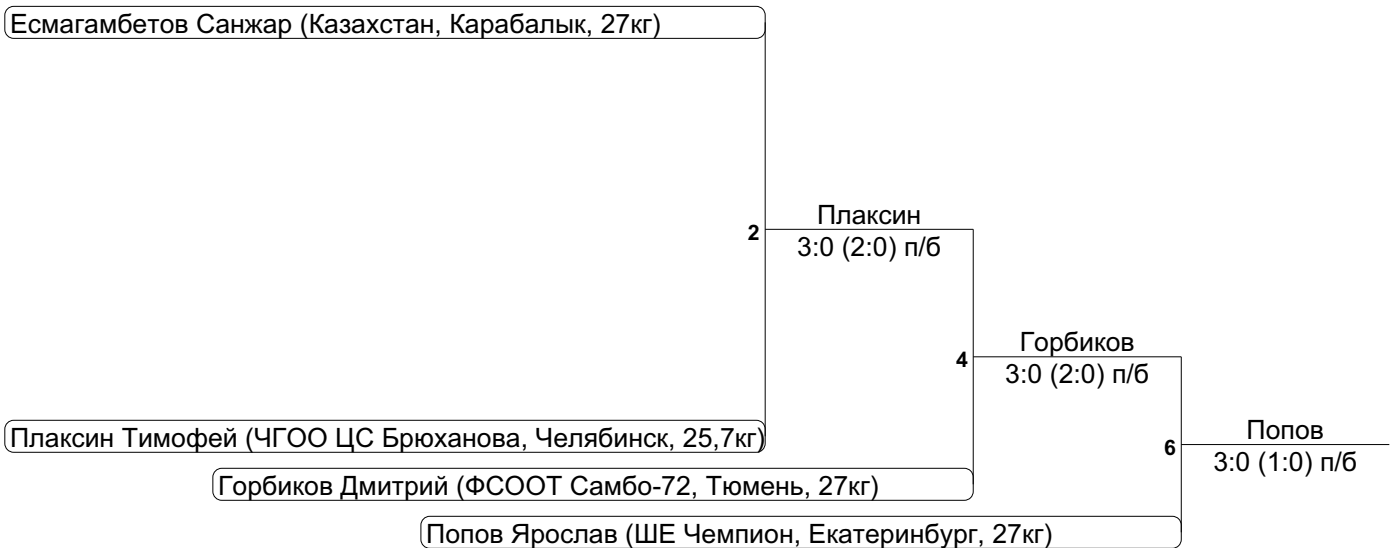 Есмагамбетов Санжар (Казахстан, Карабалык, 27кг)
Плаксин
2
3:0 (2:0) п/б
Горбиков
4
3:0 (2:0) п/б
Плаксин Тимофей (ЧГОО ЦС Брюханова, Челябинск, 25,7кг)
Попов
6
3:0 (1:0) п/б
Горбиков Дмитрий (ФСООТ Самбо-72, Тюмень, 27кг)
Попов Ярослав (ШЕ Чемпион, Екатеринбург, 27кг)